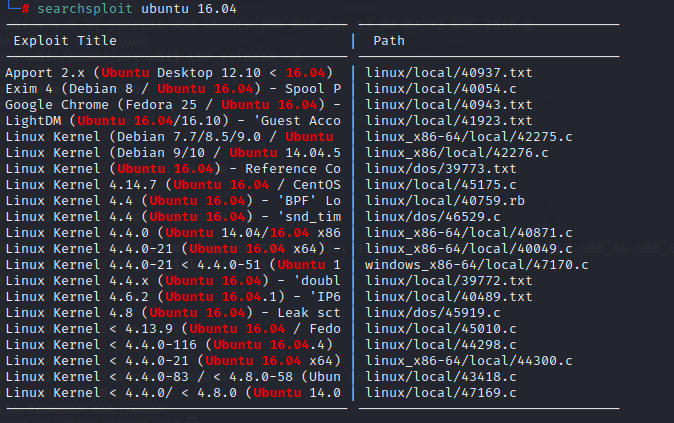 └─# searchsploit ubuntu 16.04
Exploit Title | Path
Apport 2.x (Ubuntu Desktop 12.10 < 16.04) | linux/local/40937.txt
Exim 4 (Debian 8 / Ubuntu 16.04) - Spool P | linux/local/40054.c
Google Chrome (Fedora 25 / Ubuntu 16.04) - | linux/local/40943.txt
LightDM (Ubuntu 16.04/16.10) - 'Guest Acco | linux/local/41923.txt
Linux Kernel (Debian 7.7/8.5/9.0 / Ubuntu | linux_x86-64/local/42275.c
Linux Kernel (Debian 9/10 / Ubuntu 14.04.5 | linux_x86/local/42276.c
Linux Kernel (Ubuntu 16.04) - Reference Co | linux/dos/39773.txt
Linux Kernel 4.14.7 (Ubuntu 16.04 / CentOS | linux/local/45175.c
Linux Kernel 4.4 (Ubuntu 16.04) - 'BPF' Lo | linux/local/40759.rb
Linux Kernel 4.4 (Ubuntu 16.04) - 'snd_tim | linux/dos/46529.c
Linux Kernel 4.4.0 (Ubuntu 14.04/16.04 x86 | linux_x86-64/local/40871.c
Linux Kernel 4.4.0-21 (Ubuntu 16.04 x64) - | linux_x86-64/local/40049.c
Linux Kernel 4.4.0-21 < 4.4.0-51 (Ubuntu 1 | windows_x86-64/local/47170.c
Linux Kernel 4.4.x (Ubuntu 16.04) - 'doubl | linux/local/39772.txt
Linux Kernel 4.6.2 (Ubuntu 16.04.1) - 'IP6 | linux/local/40489.txt
Linux Kernel 4.8 (Ubuntu 16.04) - Leak sct | linux/dos/45919.c
Linux Kernel < 4.13.9 (Ubuntu 16.04 / Fedo | linux/local/45010.c
Linux Kernel < 4.4.0-116 (Ubuntu 16.04.4) | linux/local/44298.c
Linux Kernel < 4.4.0-21 (Ubuntu 16.04 x64) | linux_x86-64/local/44300.c
Linux Kernel < 4.4.0-83 / < 4.8.0-58 (Ubun | linux/local/43418.c
Linux Kernel < 4.4.0/ < 4.8.0 (Ubuntu 14.0 | linux/local/47169.c